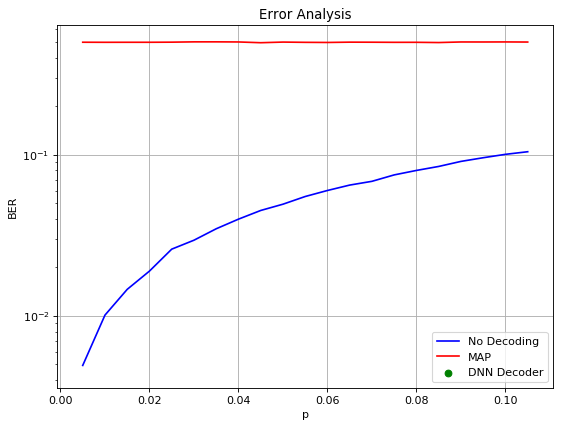 Error Analysis
BER
10⁻¹
10⁻²
0.00 0.02 0.04 0.06 0.08 0.10
p
No Decoding
MAP
DNN Decoder